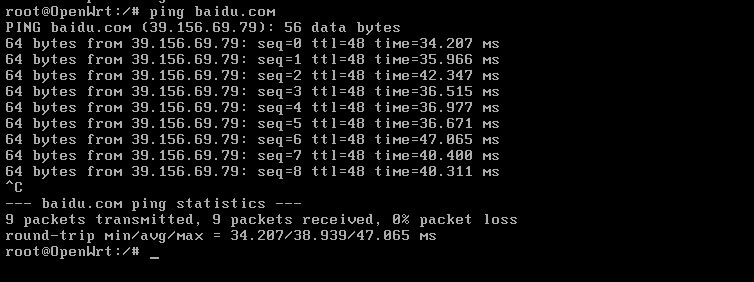 root@OpenWrt:/# ping baidu.com
PING baidu.com (39.156.69.79): 56 data bytes
64 bytes from 39.156.69.79: seq=0 ttl=48 time=34.207 ms
64 bytes from 39.156.69.79: seq=1 ttl=48 time=35.966 ms
64 bytes from 39.156.69.79: seq=2 ttl=48 time=42.347 ms
64 bytes from 39.156.69.79: seq=3 ttl=48 time=36.515 ms
64 bytes from 39.156.69.79: seq=4 ttl=48 time=36.977 ms
64 bytes from 39.156.69.79: seq=5 ttl=48 time=36.671 ms
64 bytes from 39.156.69.79: seq=6 ttl=48 time=47.065 ms
64 bytes from 39.156.69.79: seq=7 ttl=48 time=40.400 ms
64 bytes from 39.156.69.79: seq=8 ttl=48 time=40.311 ms
^C
--- baidu.com ping statistics ---
9 packets transmitted, 9 packets received, 0% packet loss
round-trip min/avg/max = 34.207/38.939/47.065 ms
root@OpenWrt:/# _